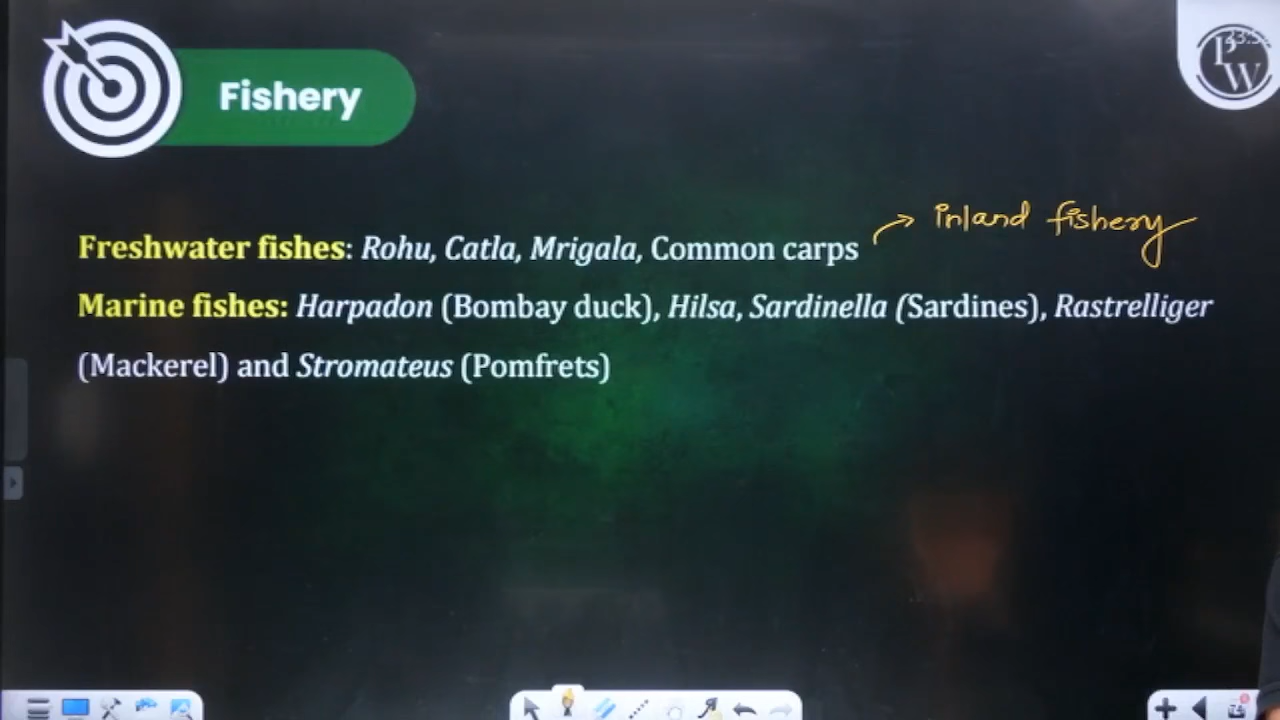 Fishery
PW
inland fishery
Freshwater fishes: Rohu, Catla, Mrigala, Common carps
Marine fishes: Harpadon (Bombay duck), Hilsa, Sardinella (Sardines), Rastrelliger
(Mackerel) and Stromateus (Pomfrets)